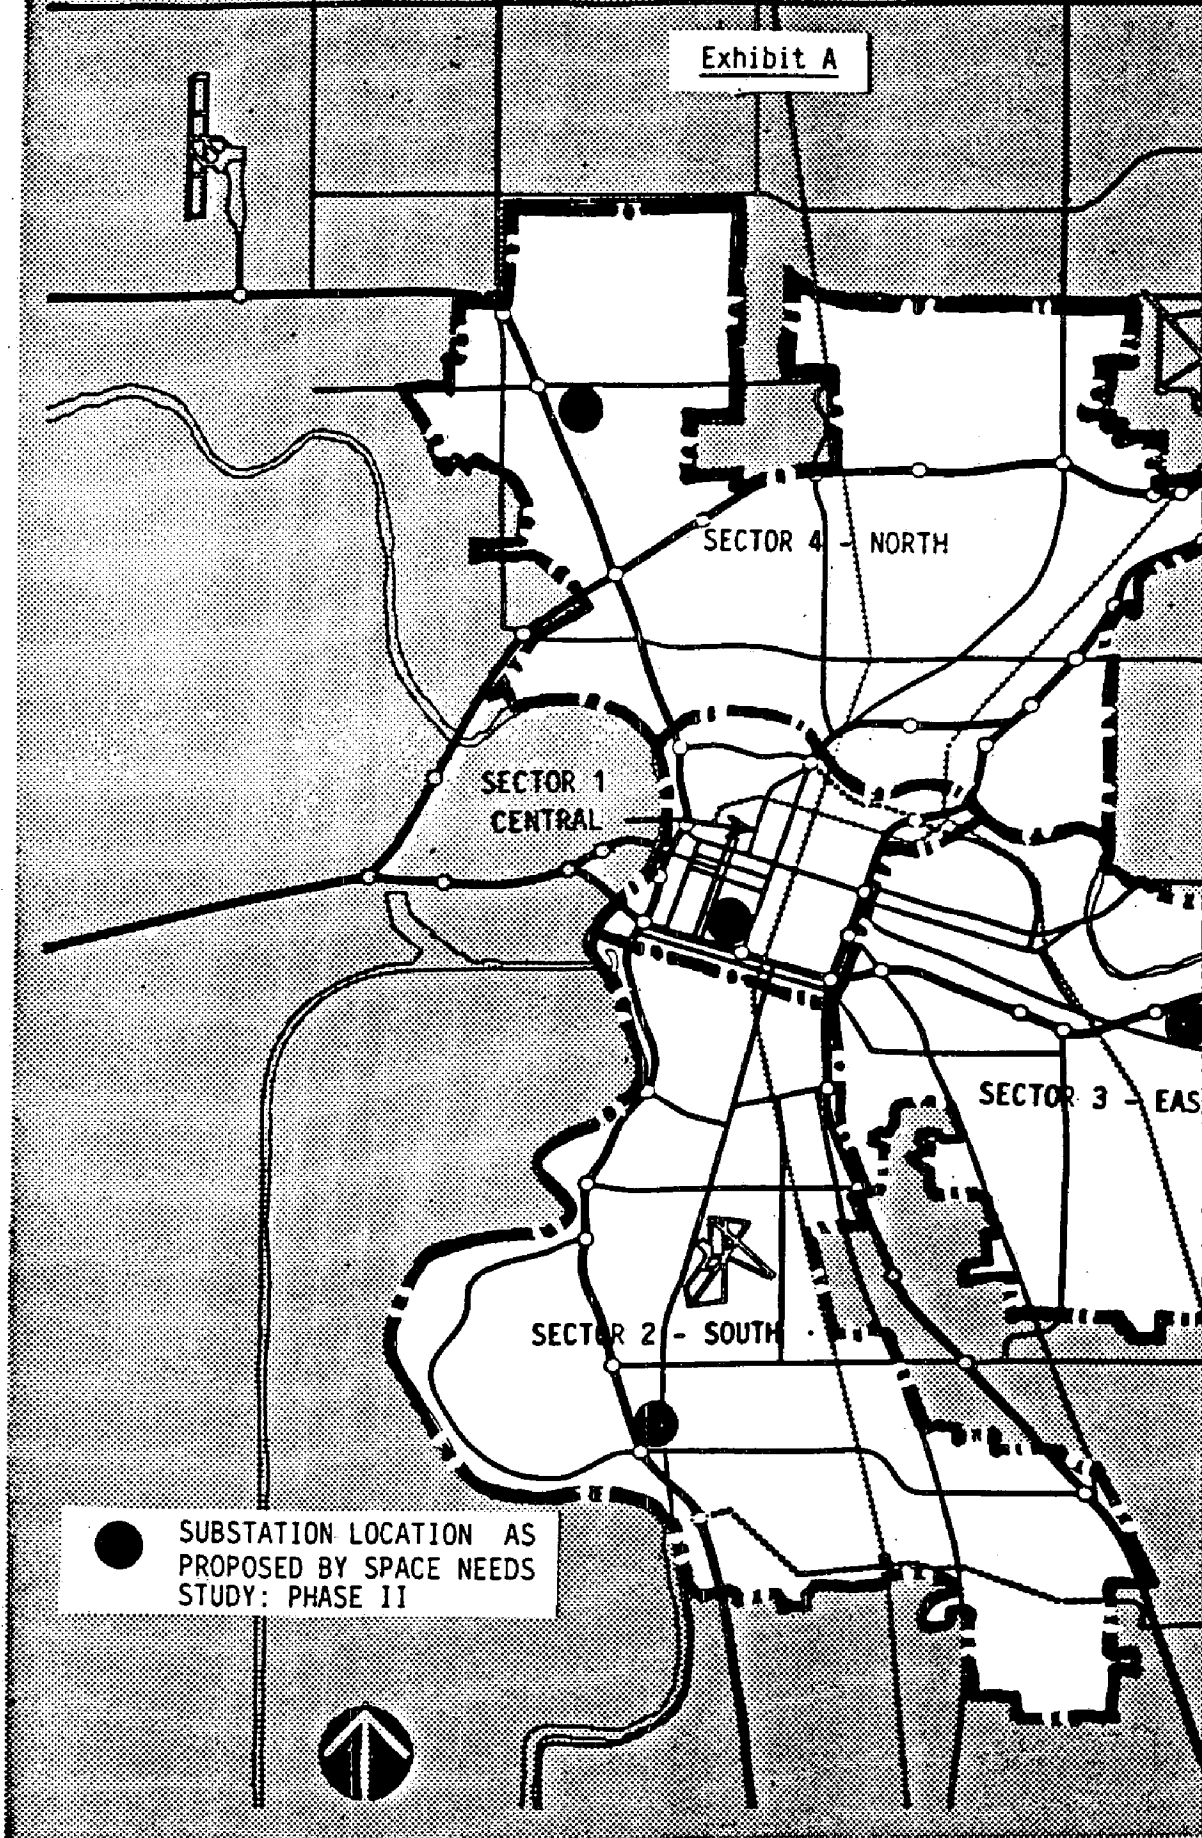 Exhibit A
SECTOR 4 - NORTH
SECTOR 1
CENTRAL
SECTOR 3 - EAS
SECTOR 2 - SOUTH
SUBSTATION LOCATION AS
PROPOSED BY SPACE NEEDS
STUDY: PHASE II